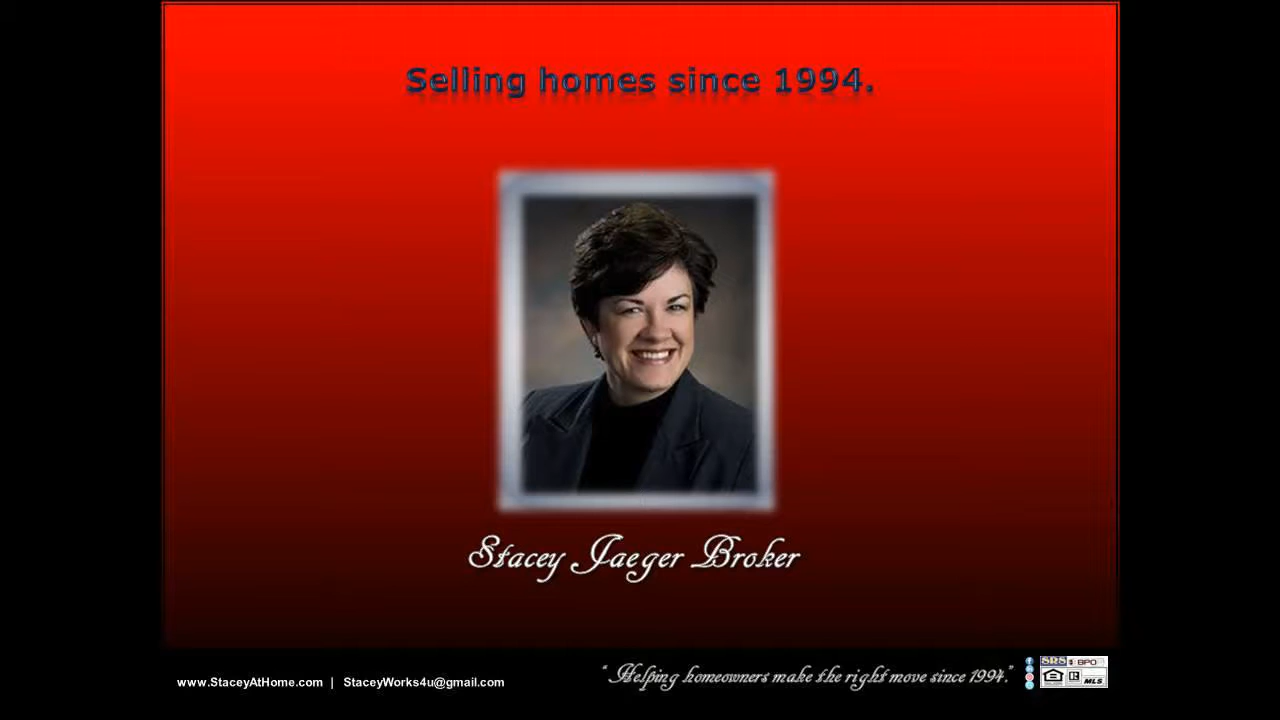 Selling homes since 1994.
Stacey Jaeger Broker
www.StaceyAtHome.com | StaceyWorks4u@gmail.com
“Helping homeowners make the right move since 1994.”
SRS BPO
R MLS